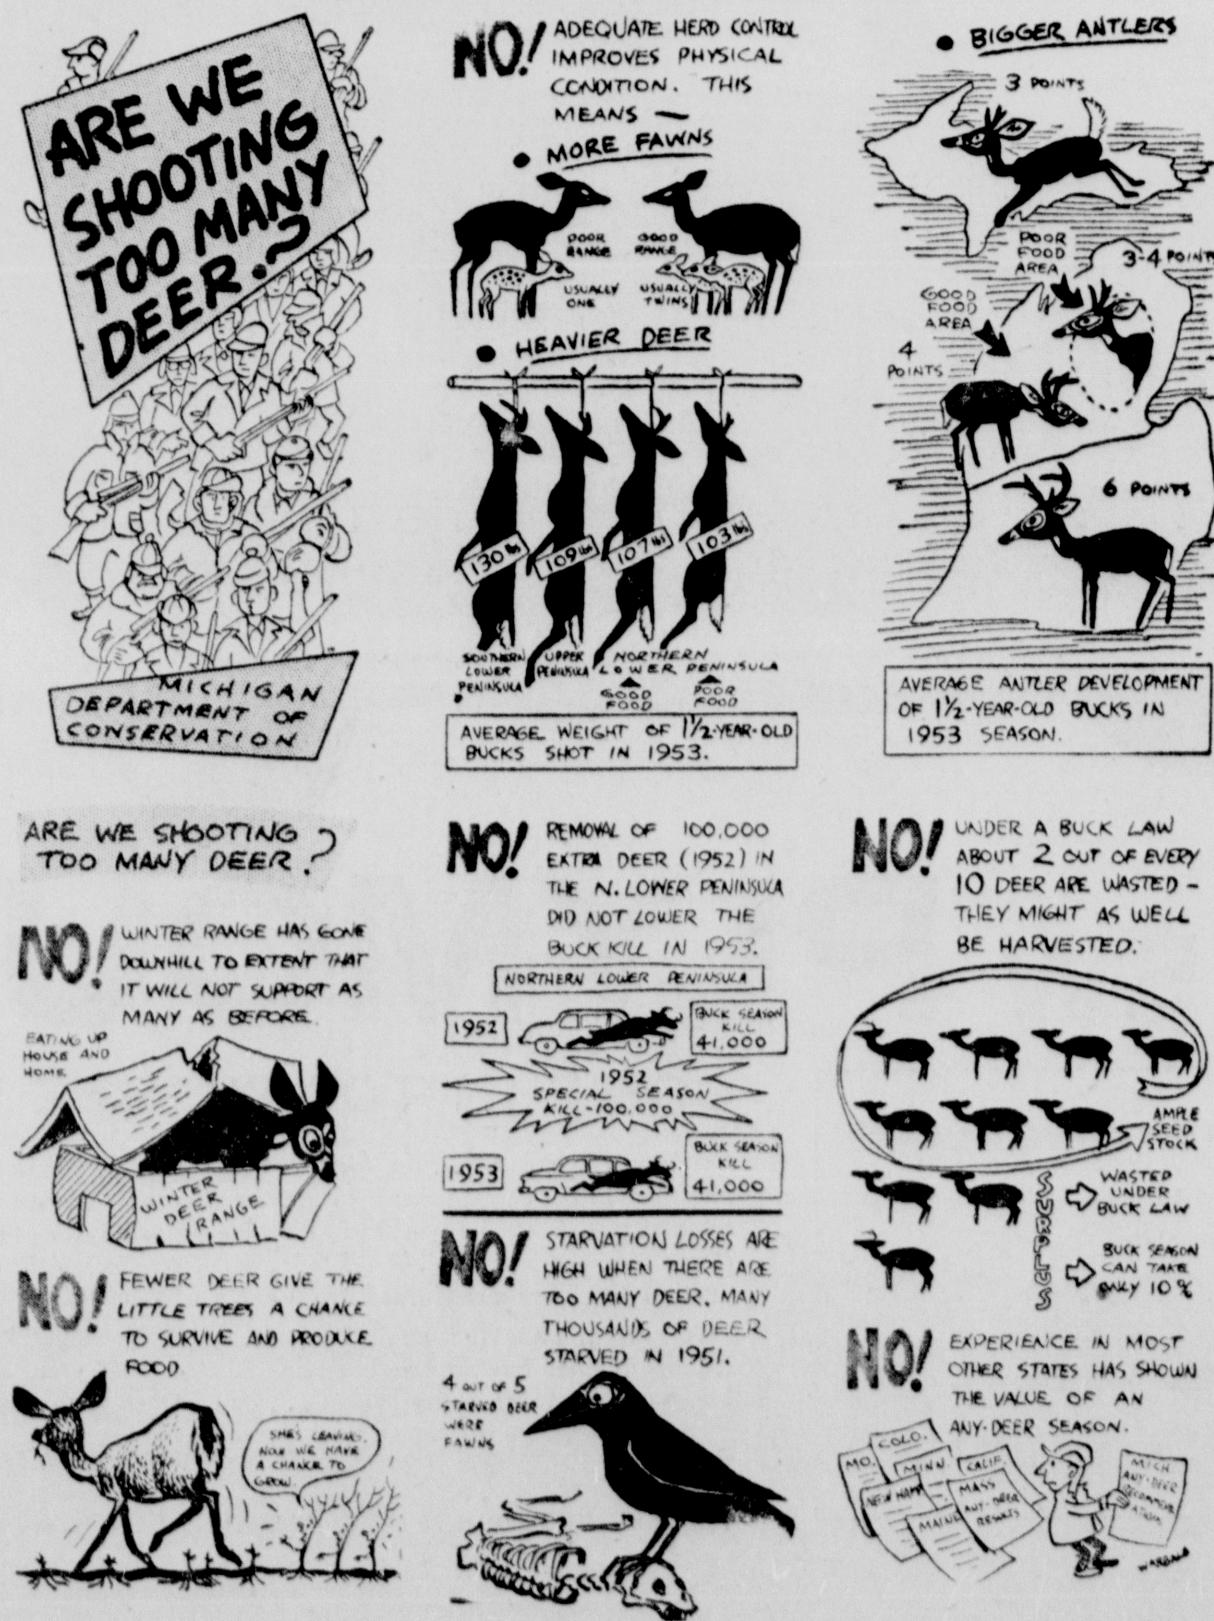 ARE WE
SHOOTING
TOO MANY
DEER?
MICHIGAN
DEPARTMENT OF
CONSERVATION
NO! ADEQUATE HERD CONTROL
IMPROVES PHYSICAL
CONDITION. THIS
MEANS —
• MORE FAWNS
POOR
RANGE
USUALLY
ONE
GOOD
RANGE
USUALLY
TWINS
• HEAVIER DEER
130 lbs
109 lbs
107 lbs
103 lbs
SOUTHERN
LOWER
PENINSULA
UPPER
PENINSULA
NORTHERN
LOWER PENINSULA
GOOD
FOOD
POOR
FOOD
AVERAGE WEIGHT OF 1½-YEAR-OLD
BUCKS SHOT IN 1953.
• BIGGER ANTLERS
3 POINTS
POOR
FOOD
AREA
3-4 POINTS
GOOD
FOOD
AREA
4
POINTS
6 POINTS
AVERAGE ANTLER DEVELOPMENT
OF 1½-YEAR-OLD BUCKS IN
1953 SEASON.
ARE WE SHOOTING
TOO MANY DEER?
NO! WINTER RANGE HAS GONE
DOWNHILL TO EXTENT THAT
IT WILL NOT SUPPORT AS
MANY AS BEFORE.
EATING UP
HOUSE AND
HOME
WINTER
DEER
RANGE
NO! FEWER DEER GIVE THE
LITTLE TREES A CHANCE
TO SURVIVE AND PRODUCE
FOOD
SHE'S LEAVING.
NOW WE HAVE
A CHANCE TO
GROW.
NO! REMOVAL OF 100,000
EXTRA DEER (1952) IN
THE N. LOWER PENINSULA
DID NOT LOWER THE
BUCK KILL IN 1953.
NORTHERN LOWER PENINSULA
1952
BUCK SEASON
KILL
41,000
1952
SPECIAL SEASON
KILL-100,000
1953
BUCK SEASON
KILL
41,000
NO! STARVATION LOSSES ARE
HIGH WHEN THERE ARE
TOO MANY DEER. MANY
THOUSANDS OF DEER
STARVED IN 1951.
4 OUT OF 5
STARVED DEER
WERE
FAWNS
NO! UNDER A BUCK LAW
ABOUT 2 OUT OF EVERY
10 DEER ARE WASTED –
THEY MIGHT AS WELL
BE HARVESTED.
AMPLE
SEED
STOCK
SURPLUS
WASTED
UNDER
BUCK LAW
BUCK SEASON
CAN TAKE
ONLY 10%
NO! EXPERIENCE IN MOST
OTHER STATES HAS SHOWN
THE VALUE OF AN
ANY-DEER SEASON.
COLO.
MO.
MINN.
CALIF.
NEW HAMP
MASS
ANY-DEER
RESULTS
MAINE
MICH
ANY-DEER
RECOMMEND
ATIONS